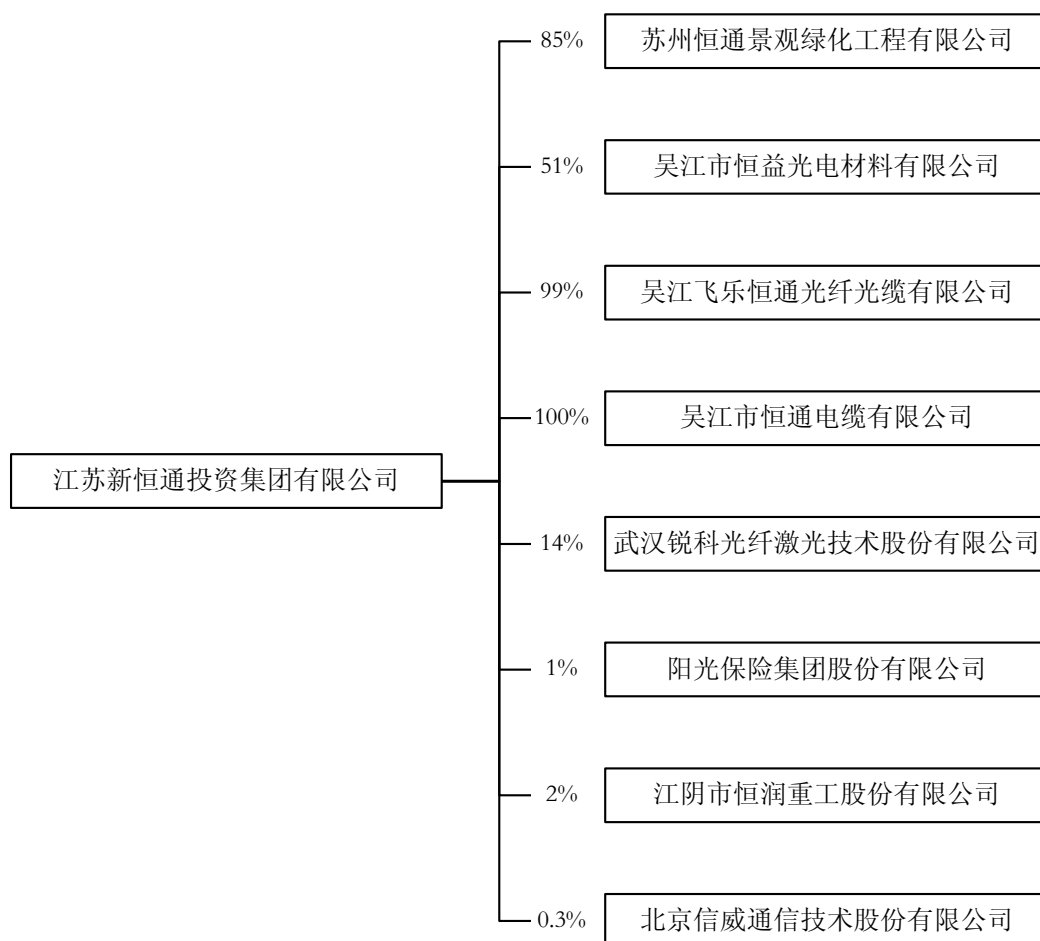 85%
苏州恒通景观绿化工程有限公司
51%
吴江市恒益光电材料有限公司
99%
吴江飞乐恒通光纤光缆有限公司
100%
吴江市恒通电缆有限公司
江苏新恒通投资集团有限公司
14%
武汉锐科光纤激光技术股份有限公司
1%
阳光保险集团股份有限公司
2%
江阴市恒润重工股份有限公司
0.3%
北京信威通信技术股份有限公司